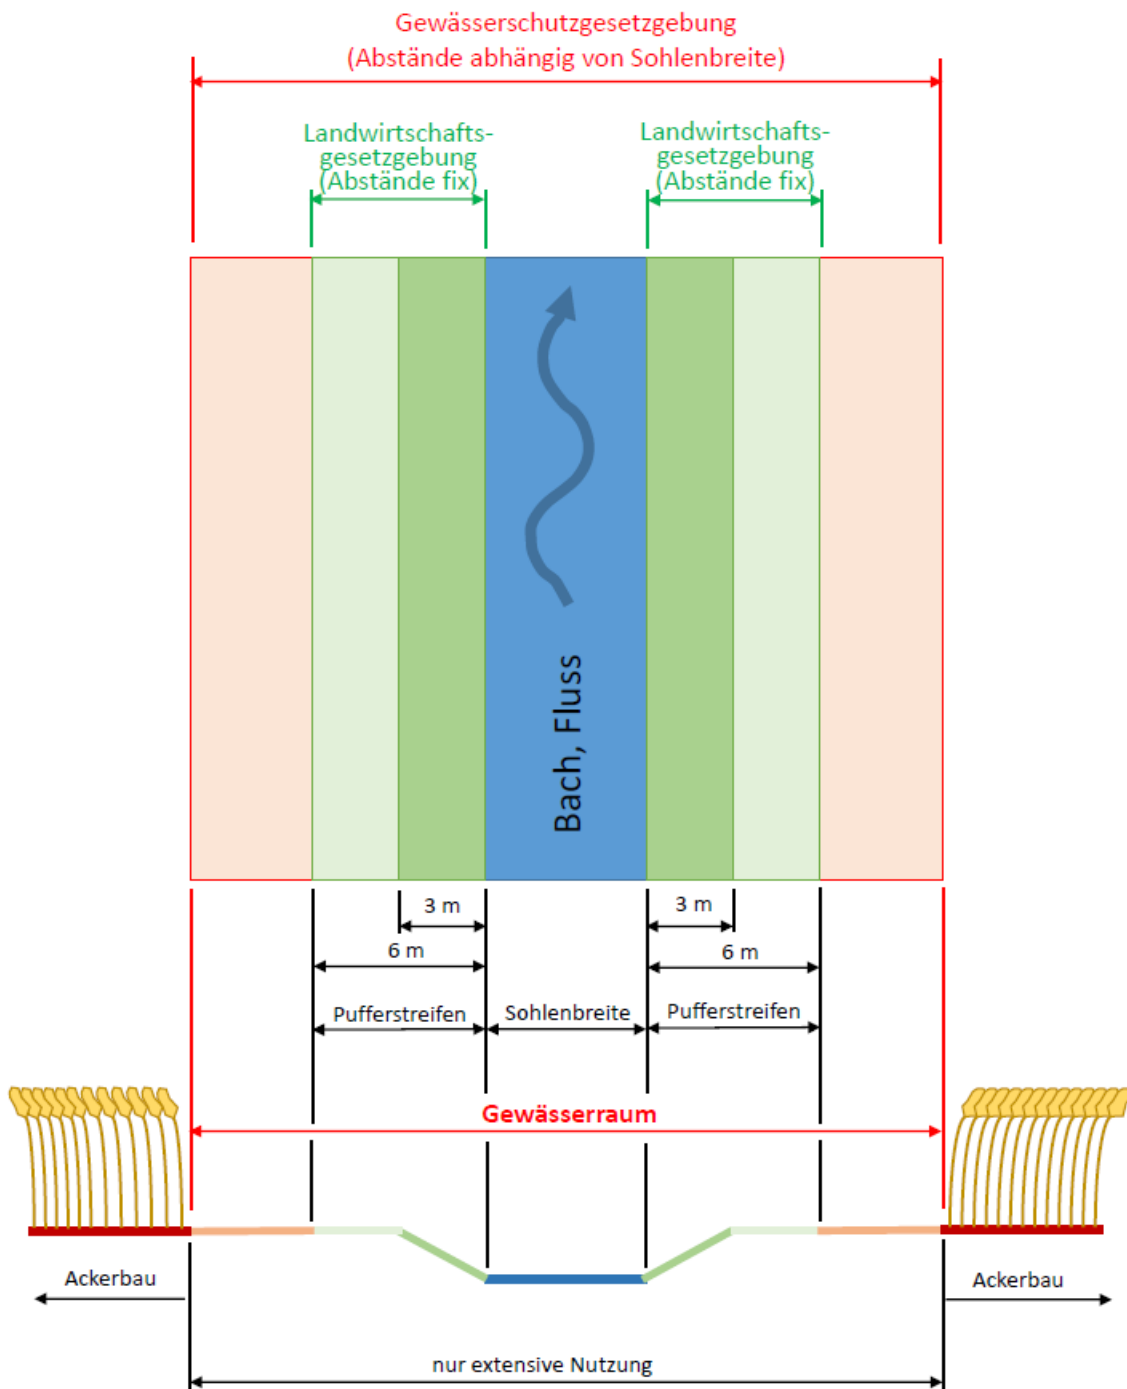 Gewässerschutzgesetzgebung
(Abstände abhängig von Sohlenbreite)
Landwirtschafts-
gesetzgebung
(Abstände fix)
Landwirtschafts-
gesetzgebung
(Abstände fix)
Bach, Fluss
3 m
3 m
6 m
6 m
Pufferstreifen
Sohlenbreite
Pufferstreifen
Gewässerraum
Ackerbau
Ackerbau
nur extensive Nutzung